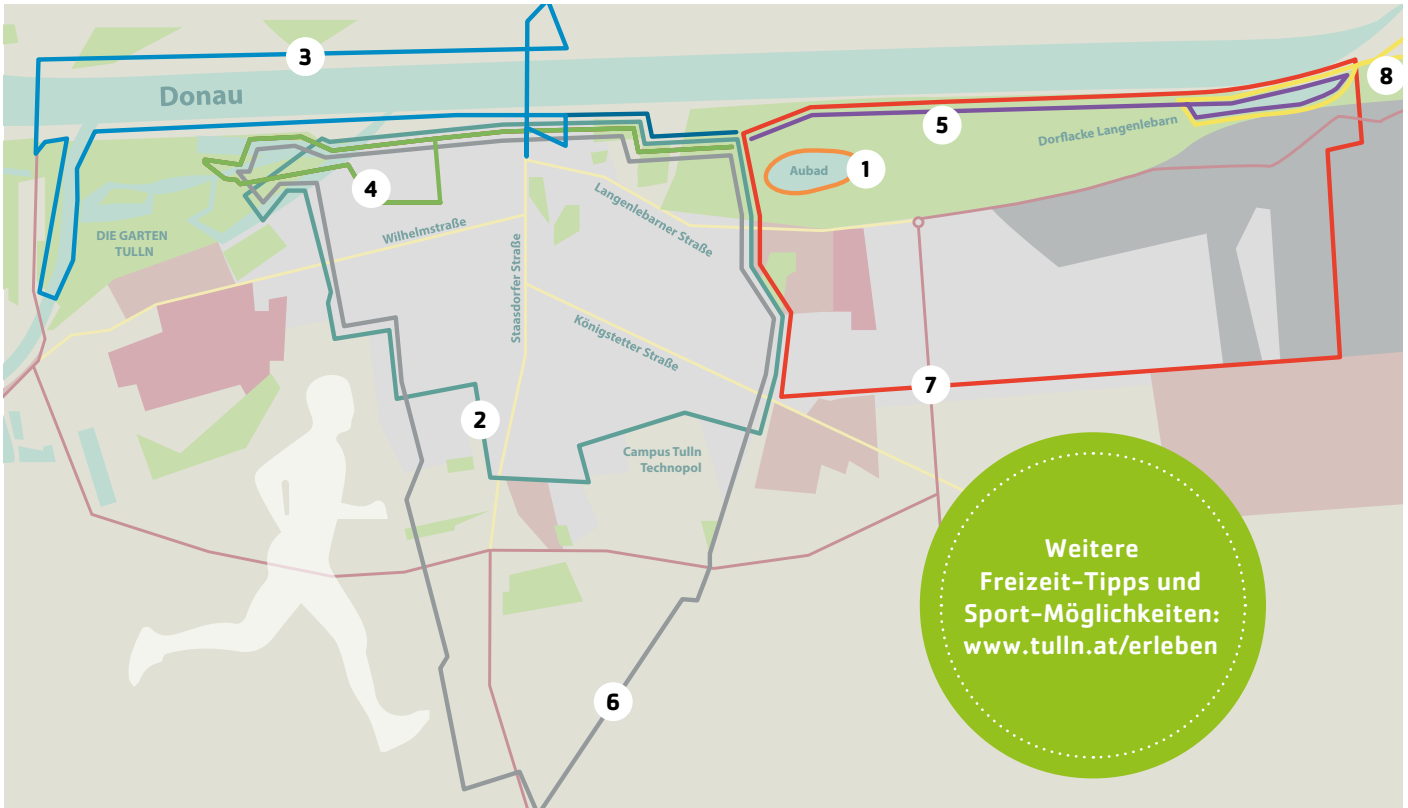 3
8
Donau
5
Dorflacke Langenlebarn
Aubad
1
4
Langenlebarner Straße
Wilhelmstraße
DIE GARTEN
TULLN
Staasdorfer Straße
Königstetter Straße
7
2
Campus Tulln
Technopol
Weitere
Freizeit-Tipps und
Sport-Möglichkeiten:
www.tulln.at/erleben
6